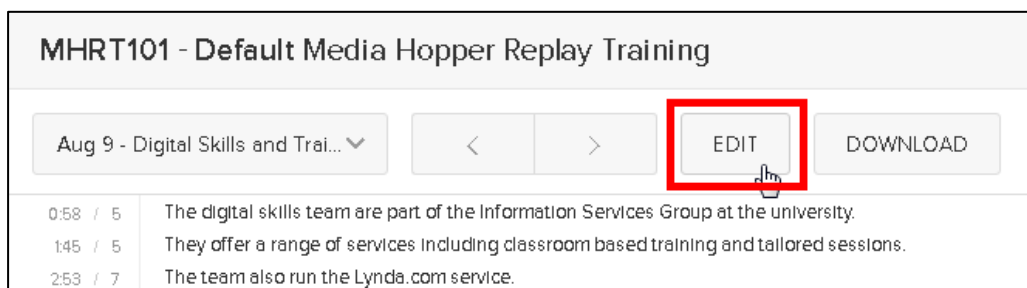 MHRT101 - Default Media Hopper Replay Training
Aug 9 - Digital Skills and Trai... EDIT DOWNLOAD
0:58 / 5 The digital skills team are part of the Information Services Group at the university.
1:45 / 5 They offer a range of services including classroom based training and tailored sessions.
2:53 / 7 The team also run the Lynda.com service.